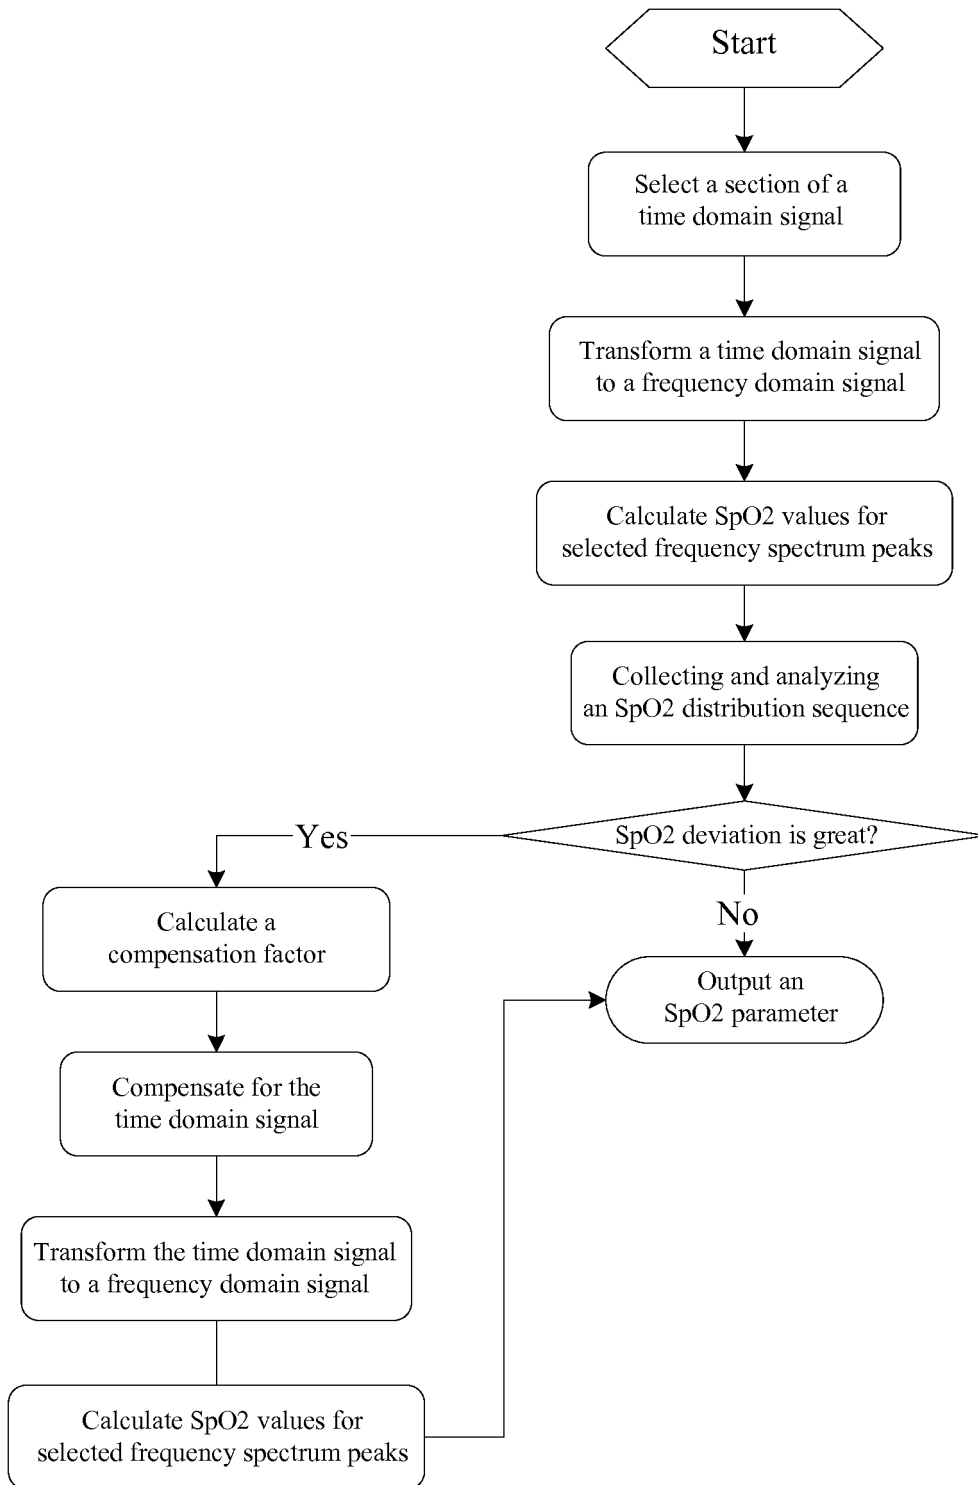 Start
Select a section of a
time domain signal
Transform a time domain signal
to a frequency domain signal
Calculate SpO2 values for
selected frequency spectrum peaks
Collecting and analyzing
an SpO2 distribution sequence
SpO2 deviation is great?
Yes
No
Calculate a
compensation factor
Output an
SpO2 parameter
Compensate for the
time domain signal
Transform the time domain signal
to a frequency domain signal
Calculate SpO2 values for
selected frequency spectrum peaks